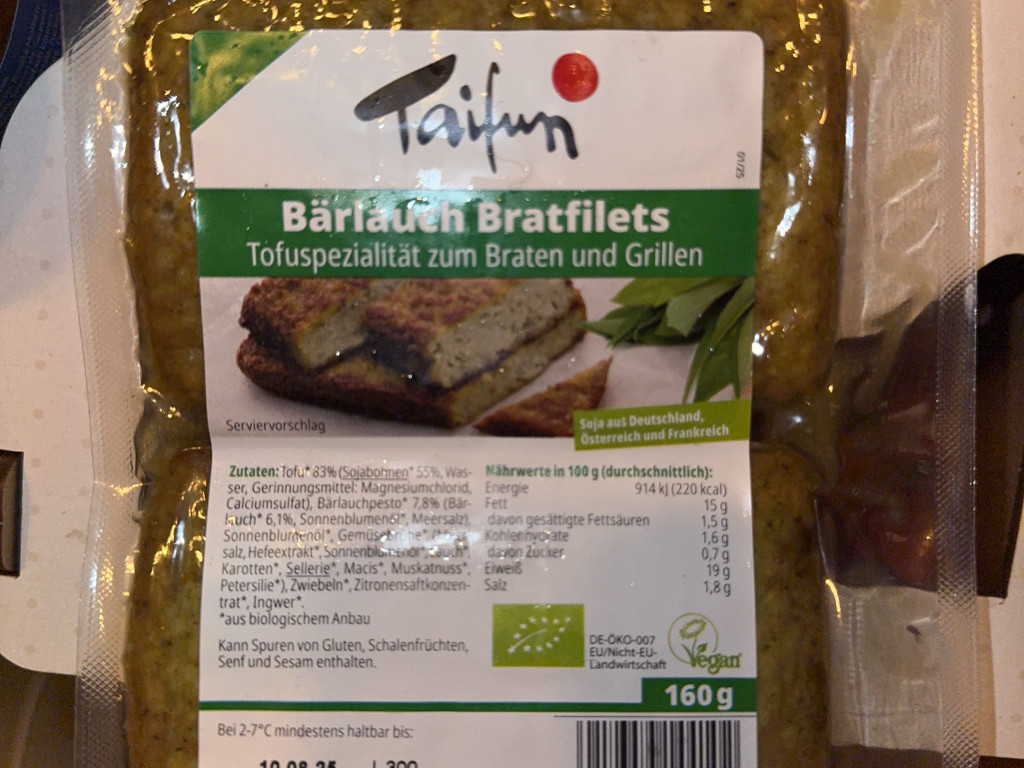 Taifun
01/25
Bärlauch Bratfilets
Tofuspezialität zum Braten und Grillen
Serviervorschlag
Soja aus Deutschland,
Österreich und Frankreich
Zutaten: Tofu* 83% (Sojabohnen* 55%, Was-
ser, Gerinnungsmittel: Magnesiumchlorid,
Calciumsulfat), Bärlauchpesto* 7,8% (Bär-
lauch* 6,1%, Sonnenblumenöl*, Meersalz),
Sonnenblumenöl*, Gemüsebrühe*
salz, Hefeextrakt*, Sonnenblumenöl*, Lauch*,
Karotten*, Sellerie*, Macis*, Muskatnuss*,
Petersilie*), Zwiebeln*, Zitronensaftkonzen-
trat*, Ingwer*.
*aus biologischem Anbau
Kann Spuren von Gluten, Schalenfrüchten,
Senf und Sesam enthalten.
Nährwerte in 100 g (durchschnittlich):
Energie 914 kJ (220 kcal)
Fett 15 g
davon gesättigte Fettsäuren 1,5 g
Kohlenhydrate 1,6 g
davon Zucker 0,7 g
Eiweiß 19 g
Salz 1,8 g
DE-ÖKO-007
EU/Nicht-EU-
Landwirtschaft
Vegan
160 g
Bei 2-7°C mindestens haltbar bis:
10.08.25 L 300